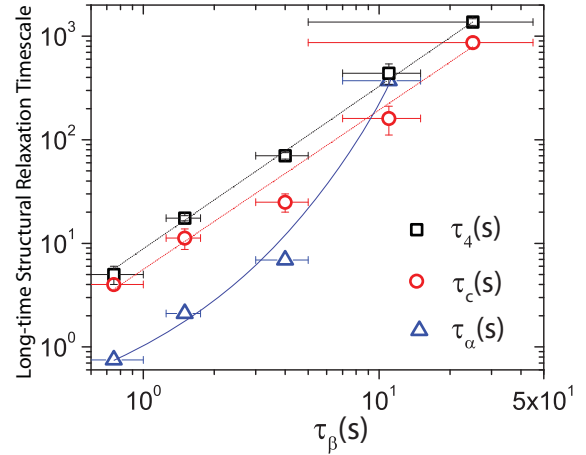 Long-time Structural Relaxation Timescale
10³
10²
10¹
10⁰
τ₄(s)
τc(s)
τα(s)
10⁰
10¹
5x10¹
τβ(s)